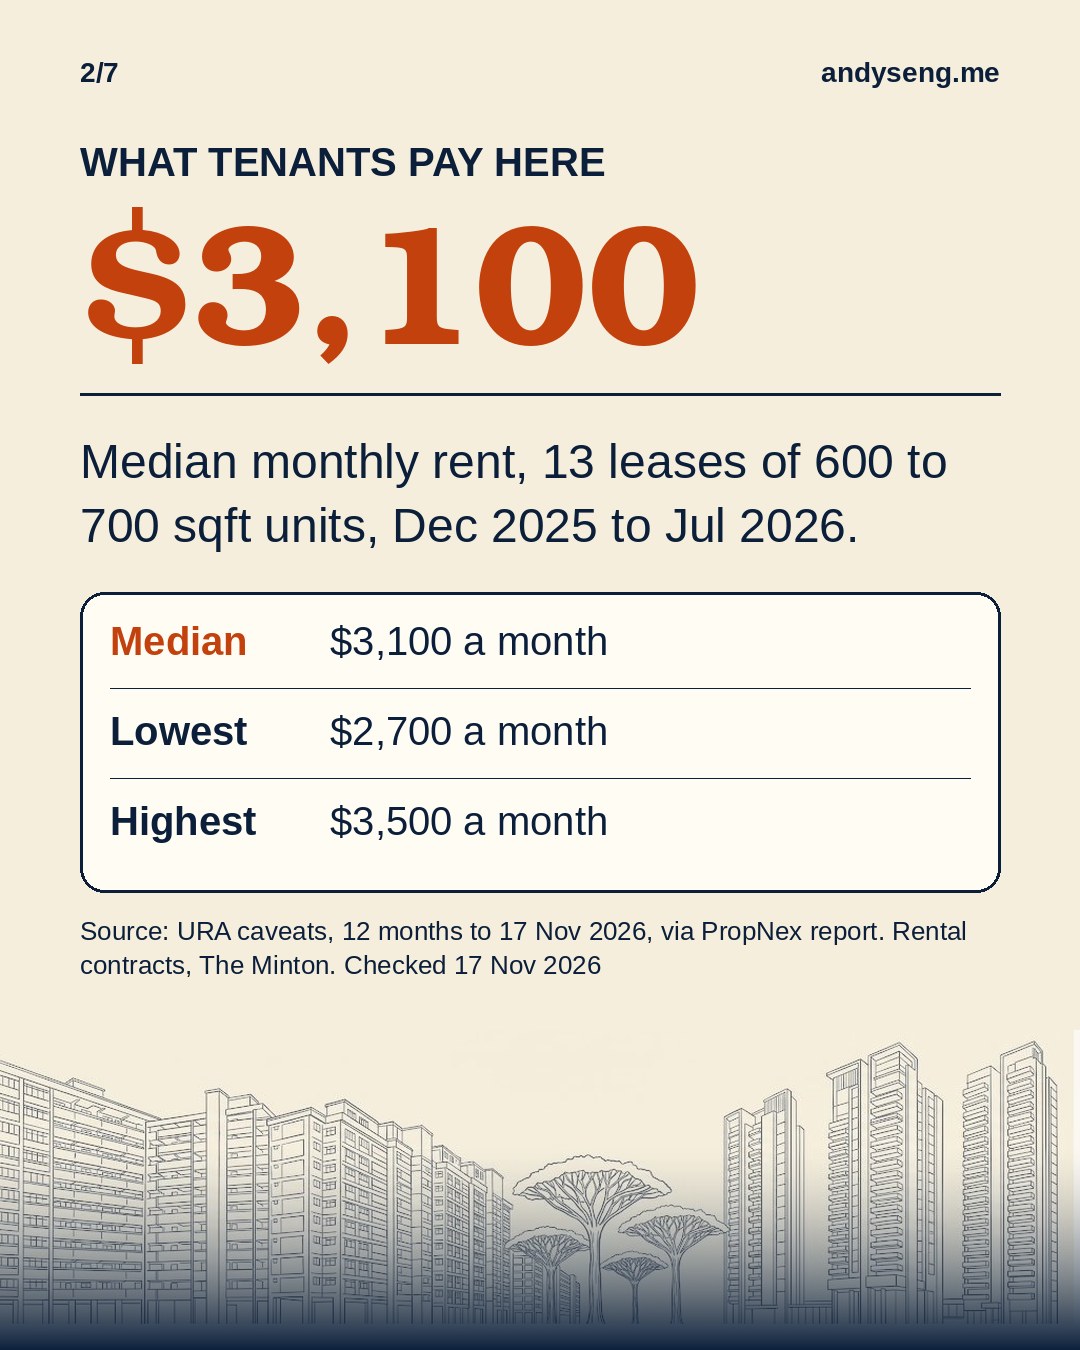 2/7
andyseng.me
WHAT TENANTS PAY HERE
$3,100
Median monthly rent, 13 leases of 600 to
700 sqft units, Dec 2025 to Jul 2026.
Median $3,100 a month
Lowest $2,700 a month
Highest $3,500 a month
Source: URA caveats, 12 months to 17 Nov 2026, via PropNex report. Rental
contracts, The Minton. Checked 17 Nov 2026